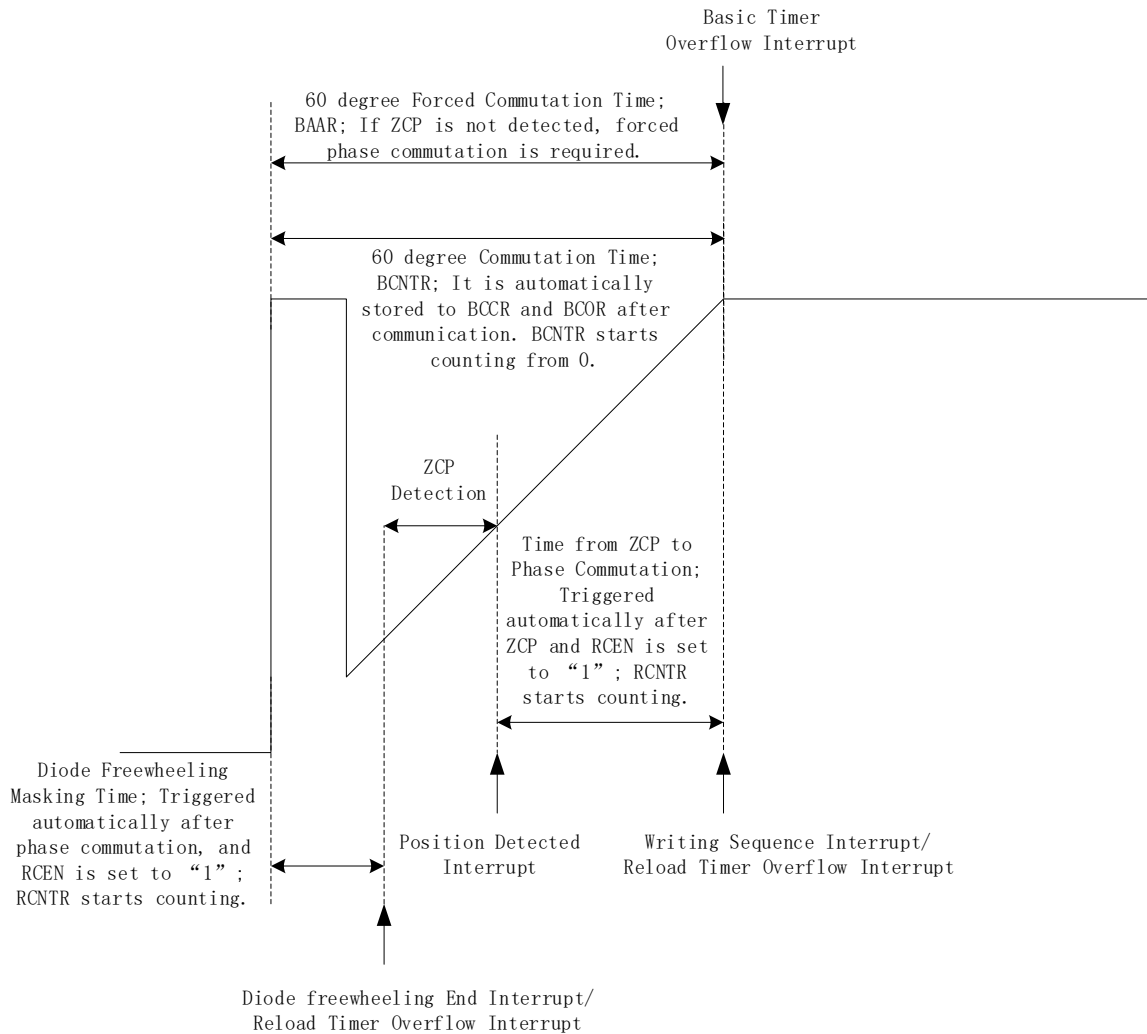 Basic Timer
Overflow Interrupt
60 degree Forced Commutation Time;
BAAR; If ZCP is not detected, forced
phase commutation is required.
60 degree Commutation Time;
BCNTR; It is automatically
stored to BCCR and BCOR after
communication. BCNTR starts
counting from 0.
ZCP
Detection
Time from ZCP to
Phase Commutation;
Triggered
automatically after
ZCP and RCEN is set
to “1”; RCNTR
starts counting.
Diode Freewheeling
Masking Time; Triggered
automatically after
phase commutation, and
RCEN is set to “1”;
RCNTR starts counting.
Position Detected
Interrupt
Writing Sequence Interrupt/
Reload Timer Overflow Interrupt
Diode freewheeling End Interrupt/
Reload Timer Overflow Interrupt